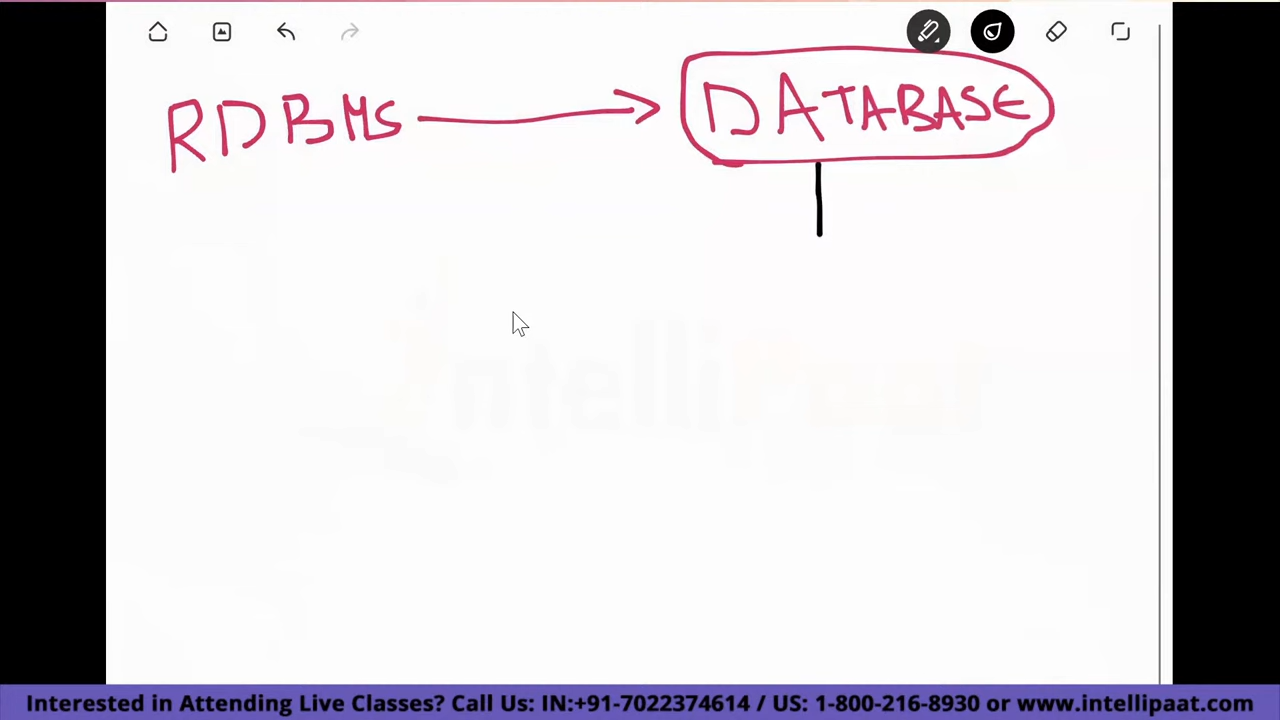 RDBMS DATABASE
intelliPaat
Interested in Attending Live Classes? Call Us: IN:+91-7022374614 / US: 1-800-216-8930 or www.intellipaat.com